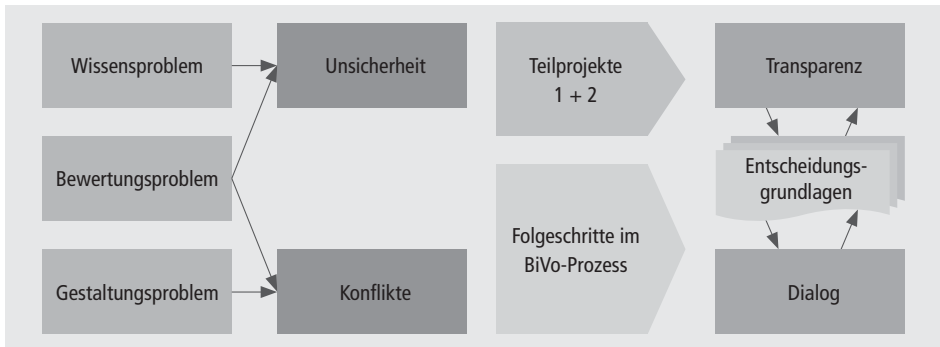 Wissensproblem
Bewertungsproblem
Gestaltungsproblem
Unsicherheit
Konflikte
Teilprojekte
1 + 2
Folgeschritte im
BiVo-Prozess
Transparenz
Entscheidungs-
grundlagen
Dialog